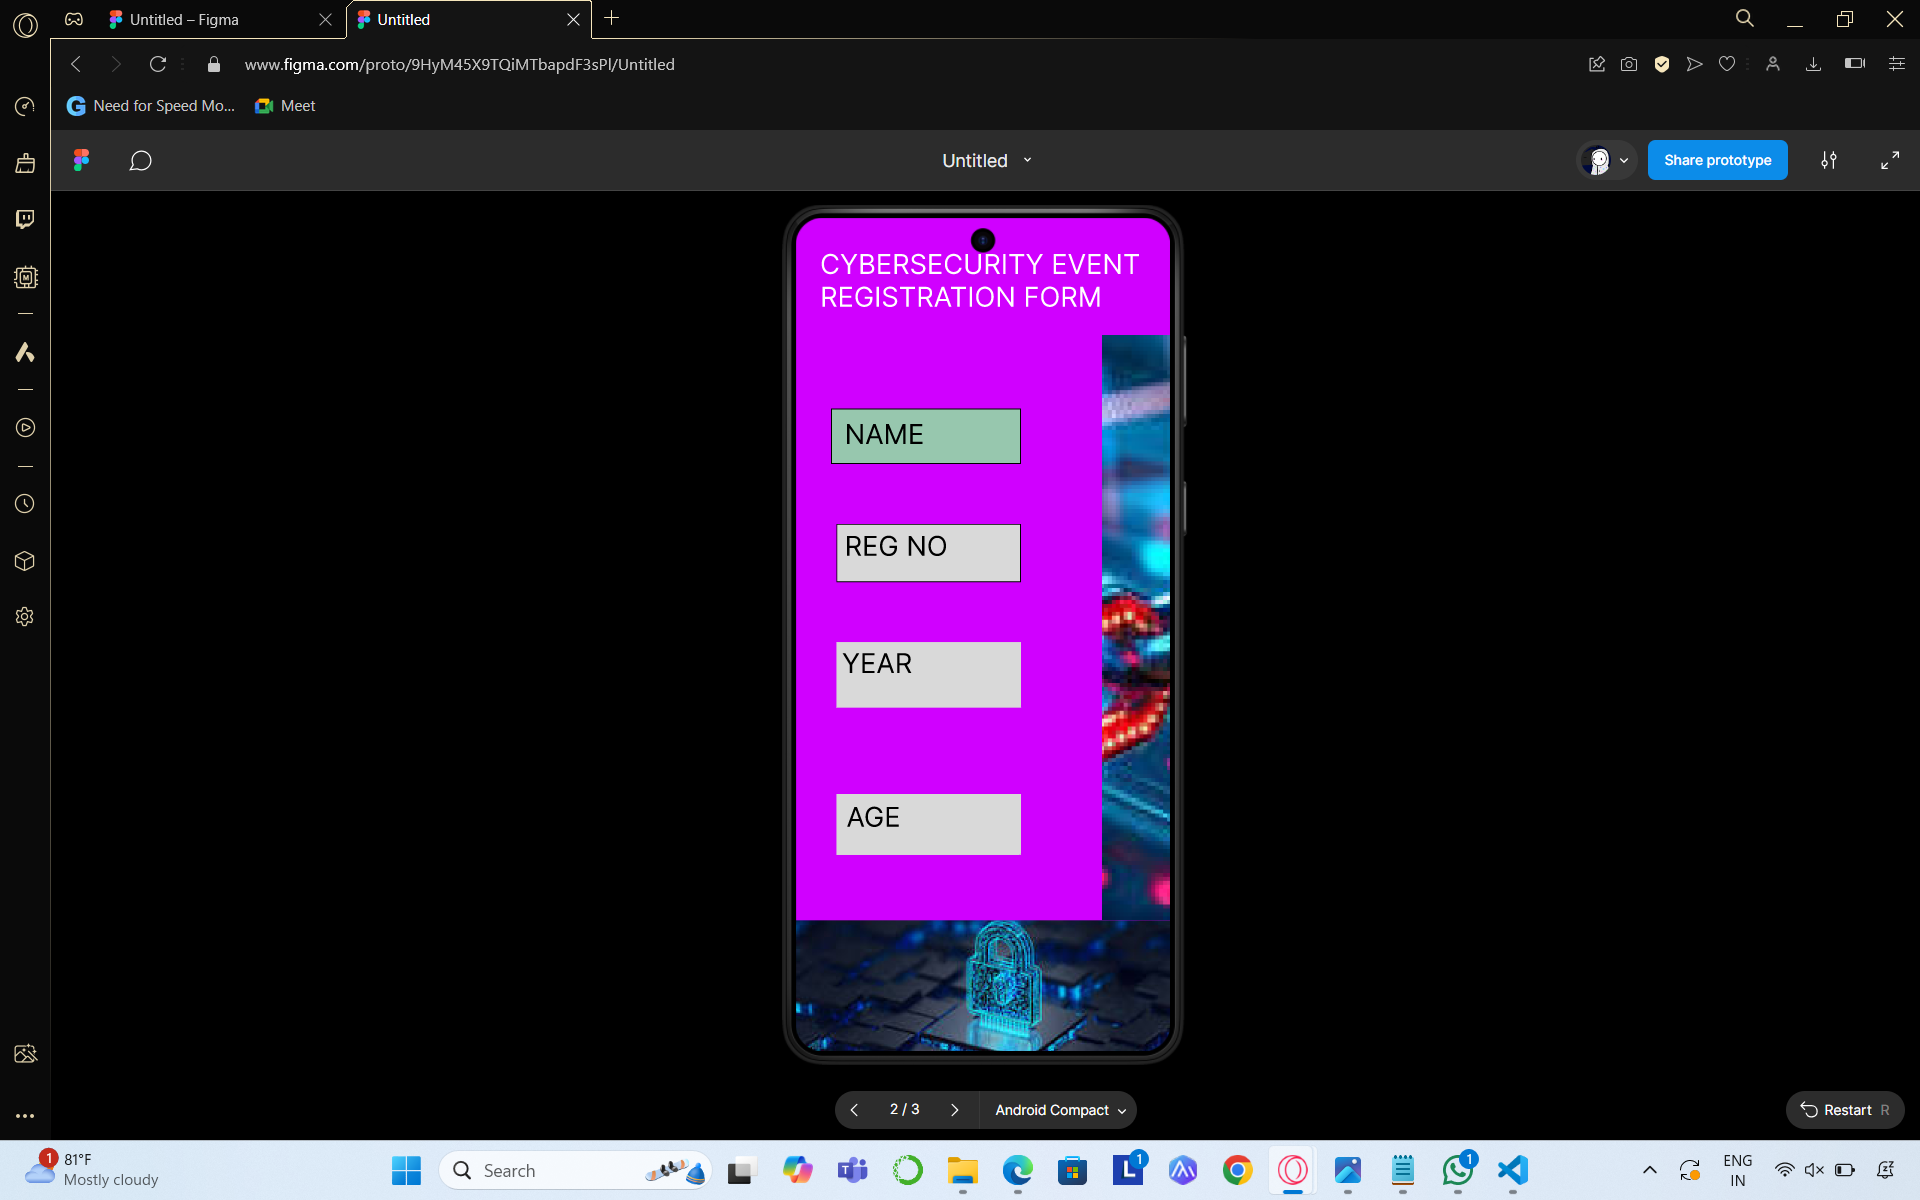 Untitled – Figma
Untitled
www.figma.com/proto/9HyM45X9TQiMTbapdF3sPl/Untitled
Need for Speed Mo...
Meet
Untitled
Share prototype
CYBERSECURITY EVENT
REGISTRATION FORM
NAME
REG NO
YEAR
AGE
2 / 3
Android Compact
Restart R
1
81°F
Mostly cloudy
Search
L
1
1
ENG
IN